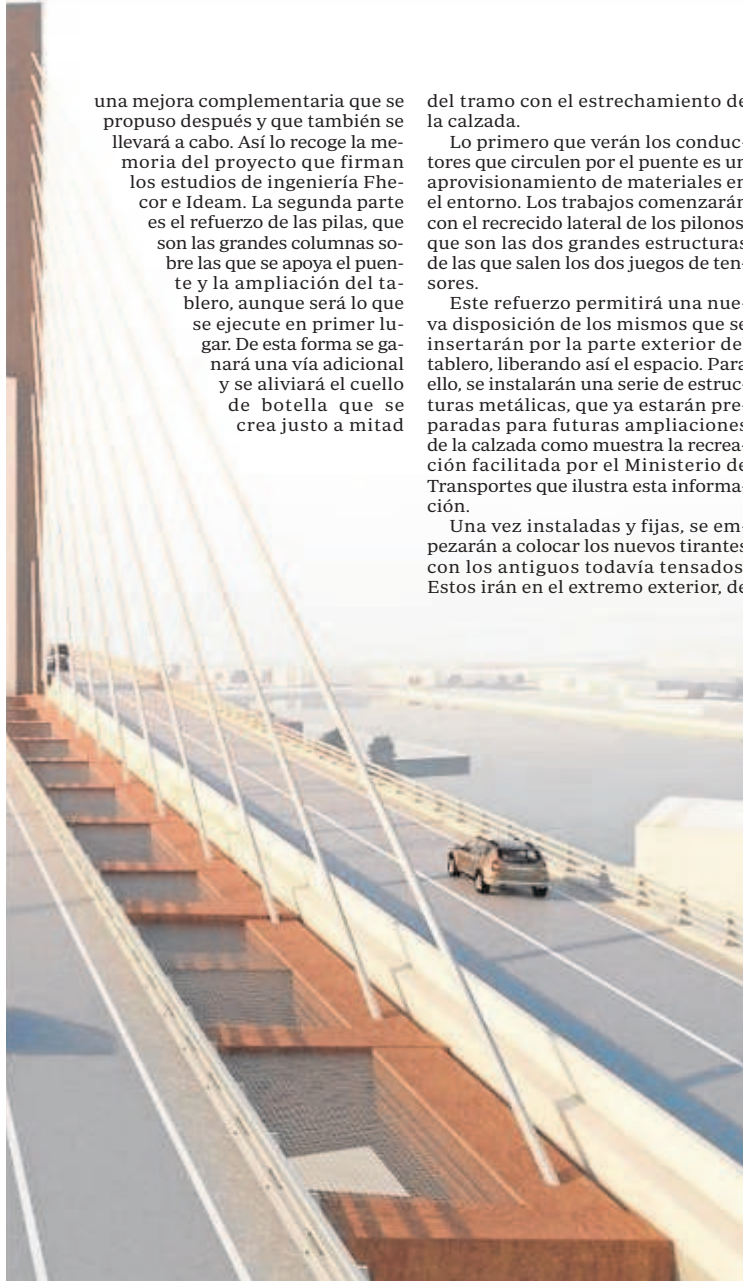 una mejora complementaria que se
propuso después y que también se
llevará a cabo. Así lo recoge la me-
moria del proyecto que firman
los estudios de ingeniería Fhe-
cor e Ideam. La segunda parte
es el refuerzo de las pilas, que
son las grandes columnas so-
bre las que se apoya el puen-
te y la ampliación del ta-
blero, aunque será lo que
se ejecute en primer lu-
gar. De esta forma se ga-
nará una vía adicional
y se aliviará el cuello
de botella que se
crea justo a mitad
del tramo con el estrechamiento de
la calzada.
Lo primero que verán los conduc-
tores que circulen por el puente es un
aprovisionamiento de materiales en
el entorno. Los trabajos comenzarán
con el recrecido lateral de los pilonos
que son las dos grandes estructuras
de las que salen los dos juegos de ten-
sores.
Este refuerzo permitirá una nue-
va disposición de los mismos que se
insertarán por la parte exterior de
tablero, liberando así el espacio. Para
ello, se instalarán una serie de estruc-
turas metálicas, que ya estarán pre-
paradas para futuras ampliaciones
de la calzada como muestra la recrea-
ción facilitada por el Ministerio de
Transportes que ilustra esta informa-
ción.
Una vez instaladas y fijas, se em-
pezarán a colocar los nuevos tirantes
con los antiguos todavía tensados
Estos irán en el extremo exterior, de